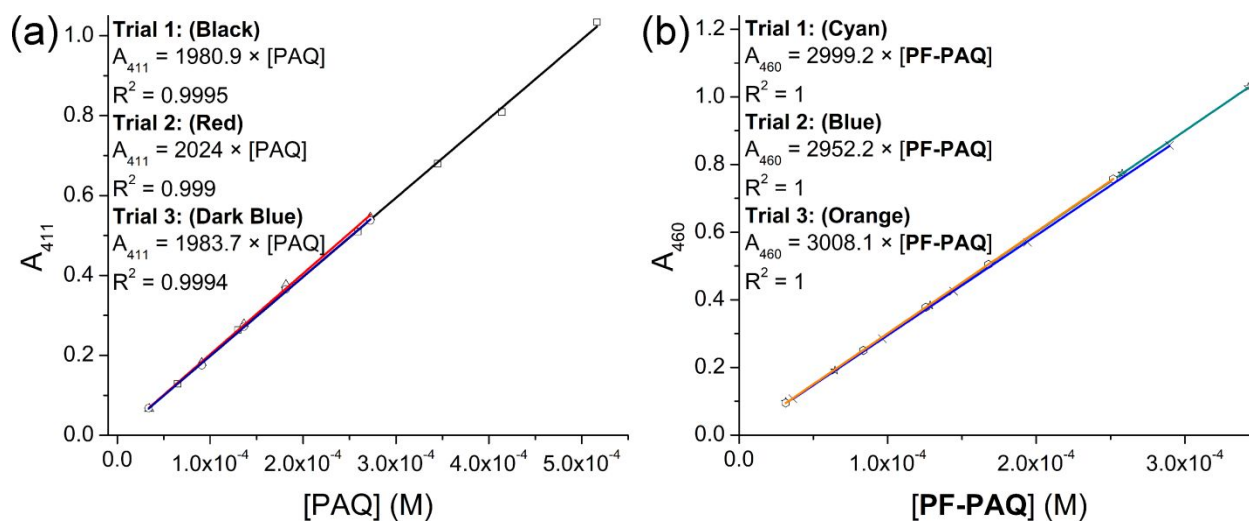 (a)
Trial 1: (Black)
A₄₁₁ = 1980.9 × [PAQ]
R² = 0.9995
Trial 2: (Red)
A₄₁₁ = 2024 × [PAQ]
R² = 0.999
Trial 3: (Dark Blue)
A₄₁₁ = 1983.7 × [PAQ]
R² = 0.9994
A₄₁₁
1.0
0.8
0.6
0.4
0.2
0.0
0.0 1.0x10⁻⁴ 2.0x10⁻⁴ 3.0x10⁻⁴ 4.0x10⁻⁴ 5.0x10⁻⁴
[PAQ] (M)
(b)
Trial 1: (Cyan)
A₄₆₀ = 2999.2 × [PF-PAQ]
R² = 1
Trial 2: (Blue)
A₄₆₀ = 2952.2 × [PF-PAQ]
R² = 1
Trial 3: (Orange)
A₄₆₀ = 3008.1 × [PF-PAQ]
R² = 1
A₄₆₀
1.2
1.0
0.8
0.6
0.4
0.2
0.0
0.0 1.0x10⁻⁴ 2.0x10⁻⁴ 3.0x10⁻⁴
[PF-PAQ] (M)